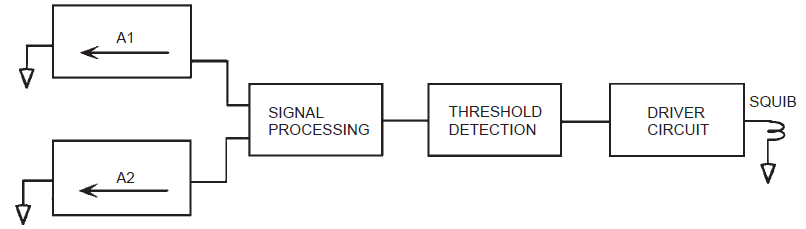 A1
A2
SIGNAL
PROCESSING
THRESHOLD
DETECTION
DRIVER
CIRCUIT
SQUIB